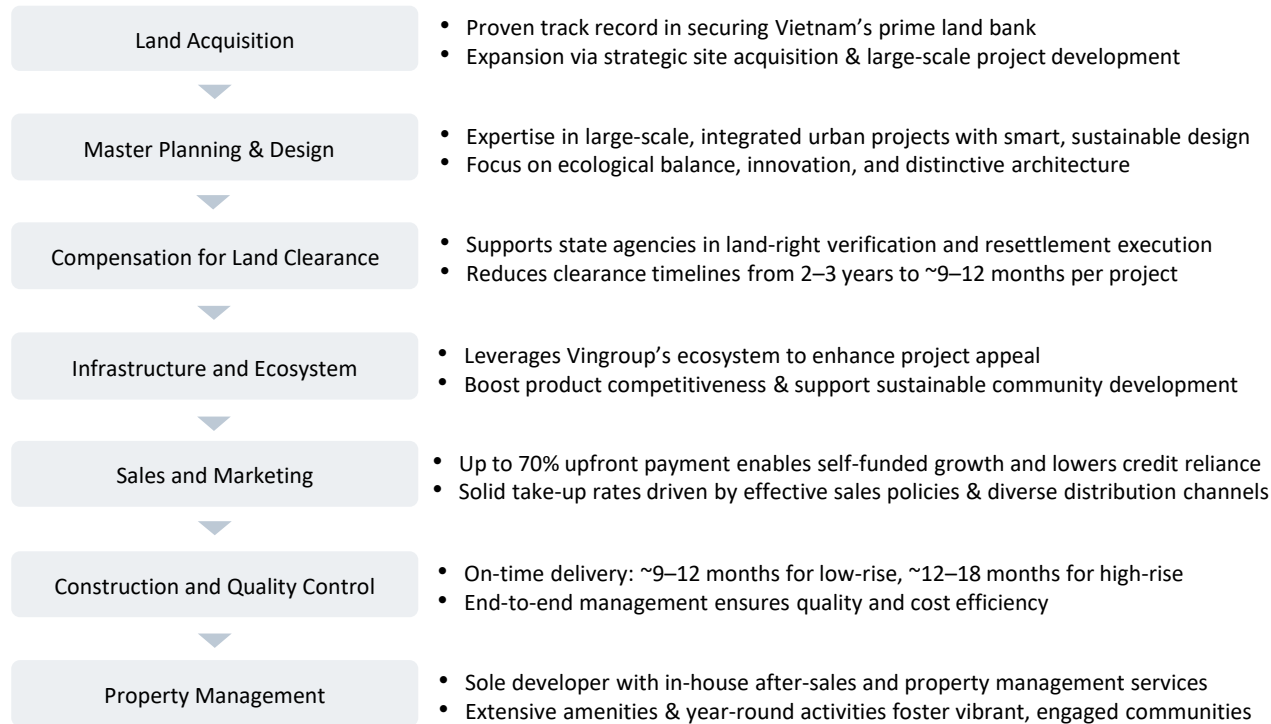 Land Acquisition
• Proven track record in securing Vietnam’s prime land bank
• Expansion via strategic site acquisition & large-scale project development
Master Planning & Design
• Expertise in large-scale, integrated urban projects with smart, sustainable design
• Focus on ecological balance, innovation, and distinctive architecture
Compensation for Land Clearance
• Supports state agencies in land-right verification and resettlement execution
• Reduces clearance timelines from 2–3 years to ~9–12 months per project
Infrastructure and Ecosystem
• Leverages Vingroup’s ecosystem to enhance project appeal
• Boost product competitiveness & support sustainable community development
Sales and Marketing
• Up to 70% upfront payment enables self-funded growth and lowers credit reliance
• Solid take-up rates driven by effective sales policies & diverse distribution channels
Construction and Quality Control
• On-time delivery: ~9–12 months for low-rise, ~12–18 months for high-rise
• End-to-end management ensures quality and cost efficiency
Property Management
• Sole developer with in-house after-sales and property management services
• Extensive amenities & year-round activities foster vibrant, engaged communities